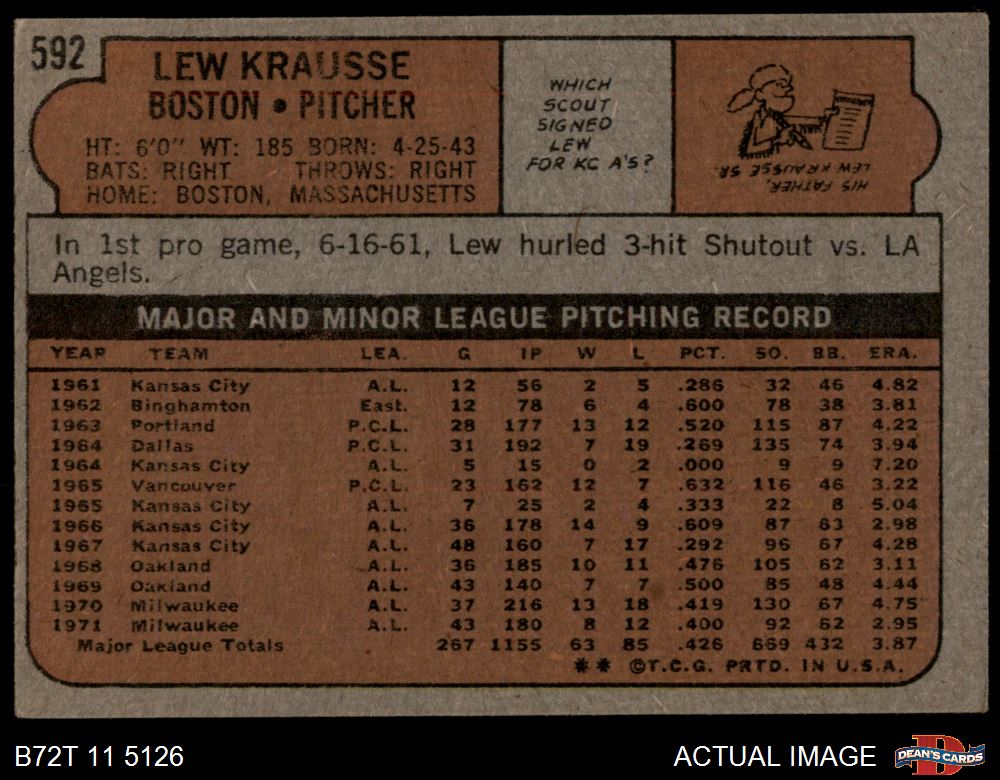 592
LEW KRAUSSE
BOSTON • PITCHER
HT: 6'0" WT: 185 BORN: 4-25-43
BATS: RIGHT THROWS: RIGHT
HOME: BOSTON, MASSACHUSETTS
WHICH
SCOUT
SIGNED
LEW
FOR KC A'S?
HIS FATHER,
LEW KRAUSSE SR.
In 1st pro game, 6-16-61, Lew hurled 3-hit Shutout vs. LA
Angels.
MAJOR AND MINOR LEAGUE PITCHING RECORD
YEAR TEAM LEA. G IP W L PCT. SO. BB. ERA.
1961 Kansas City A.L. 12 56 2 5 .286 32 46 4.82
1962 Binghamton East. 12 78 6 4 .600 78 38 3.81
1963 Portland P.C.L. 28 177 13 12 .520 115 87 4.22
1964 Dallas P.C.L. 31 192 7 19 .269 135 74 3.94
1964 Kansas City A.L. 5 15 0 2 .000 9 9 7.20
1965 Vancouver P.C.L. 23 162 12 7 .632 116 46 3.22
1965 Kansas City A.L. 7 25 2 4 .333 22 8 5.04
1966 Kansas City A.L. 36 178 14 9 .609 87 63 2.98
1967 Kansas City A.L. 48 160 7 17 .292 96 67 4.28
1968 Oakland A.L. 36 185 10 11 .476 105 62 3.11
1969 Oakland A.L. 43 140 7 7 .500 85 48 4.44
1970 Milwaukee A.L. 37 216 13 18 .419 130 67 4.75
1971 Milwaukee A.L. 43 180 8 12 .400 92 62 2.95
Major League Totals 267 1155 63 85 .426 659 432 3.87
** ©T.C.G. PRTD. IN U.S.A.
B72T 11 5126
ACTUAL IMAGE
DEAN'S CARDS